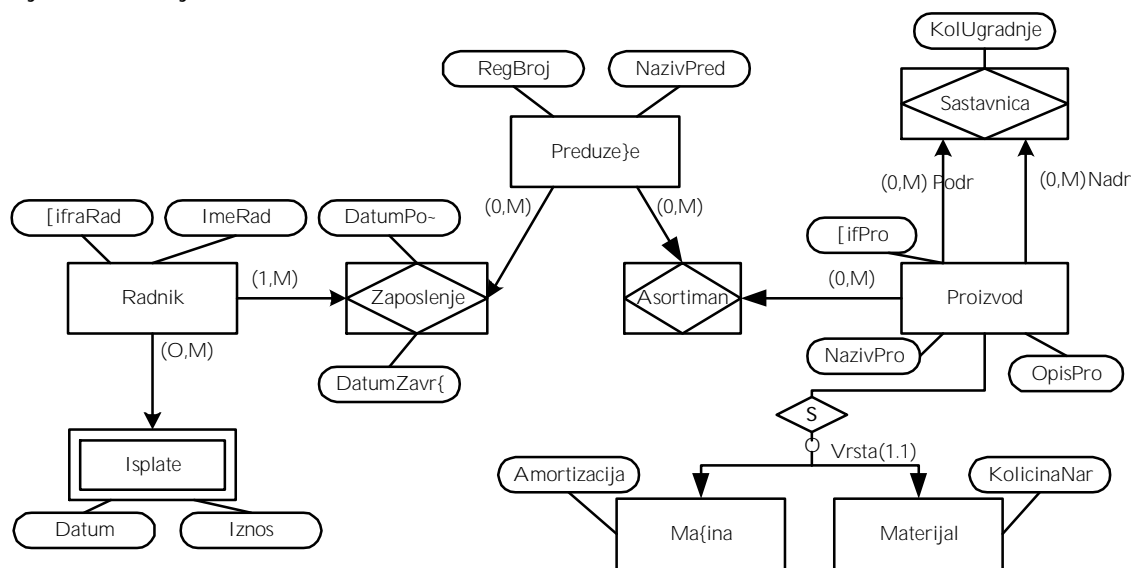 KolUgradnje
RegBroj
NazivPred
Sastavnica
Preduze}e
(0,M) Podr
(0,M)Nadr
(0,M)
(0,M)
[ifraRad
ImeRad
DatumPo~
[ifPro
(1,M)
(0,M)
Radnik
Zaposlenje
Asortiman
Proizvod
(O,M)
NazivPro
OpisPro
DatumZavr{
S
Vrsta(1.1)
Isplate
Amortizacija
KolicinaNar
Datum
Iznos
Ma{ina
Materijal